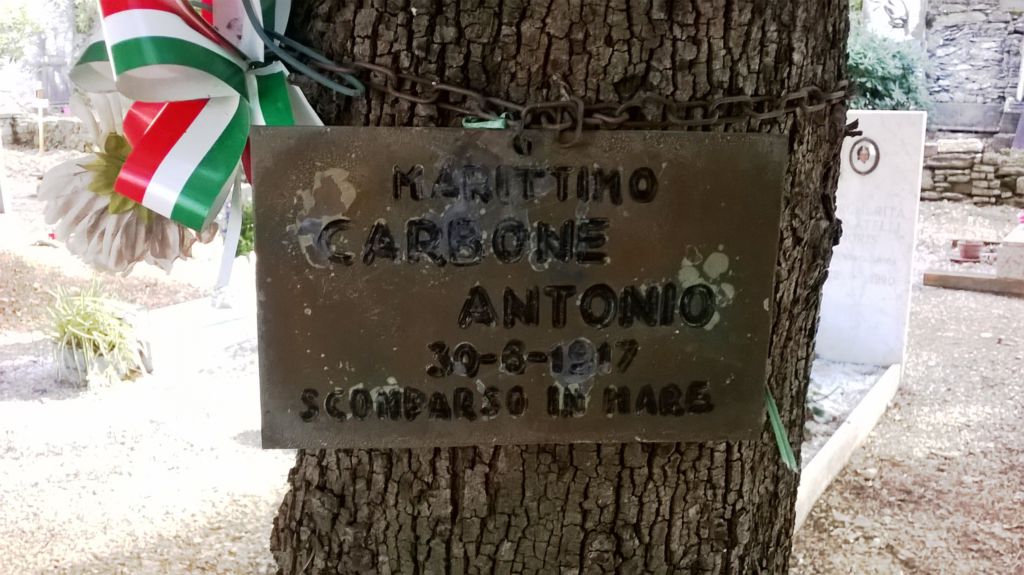 MARITTIMO
CARBONE
ANTONIO
30-6-1917
SCOMPARSO IN MARE